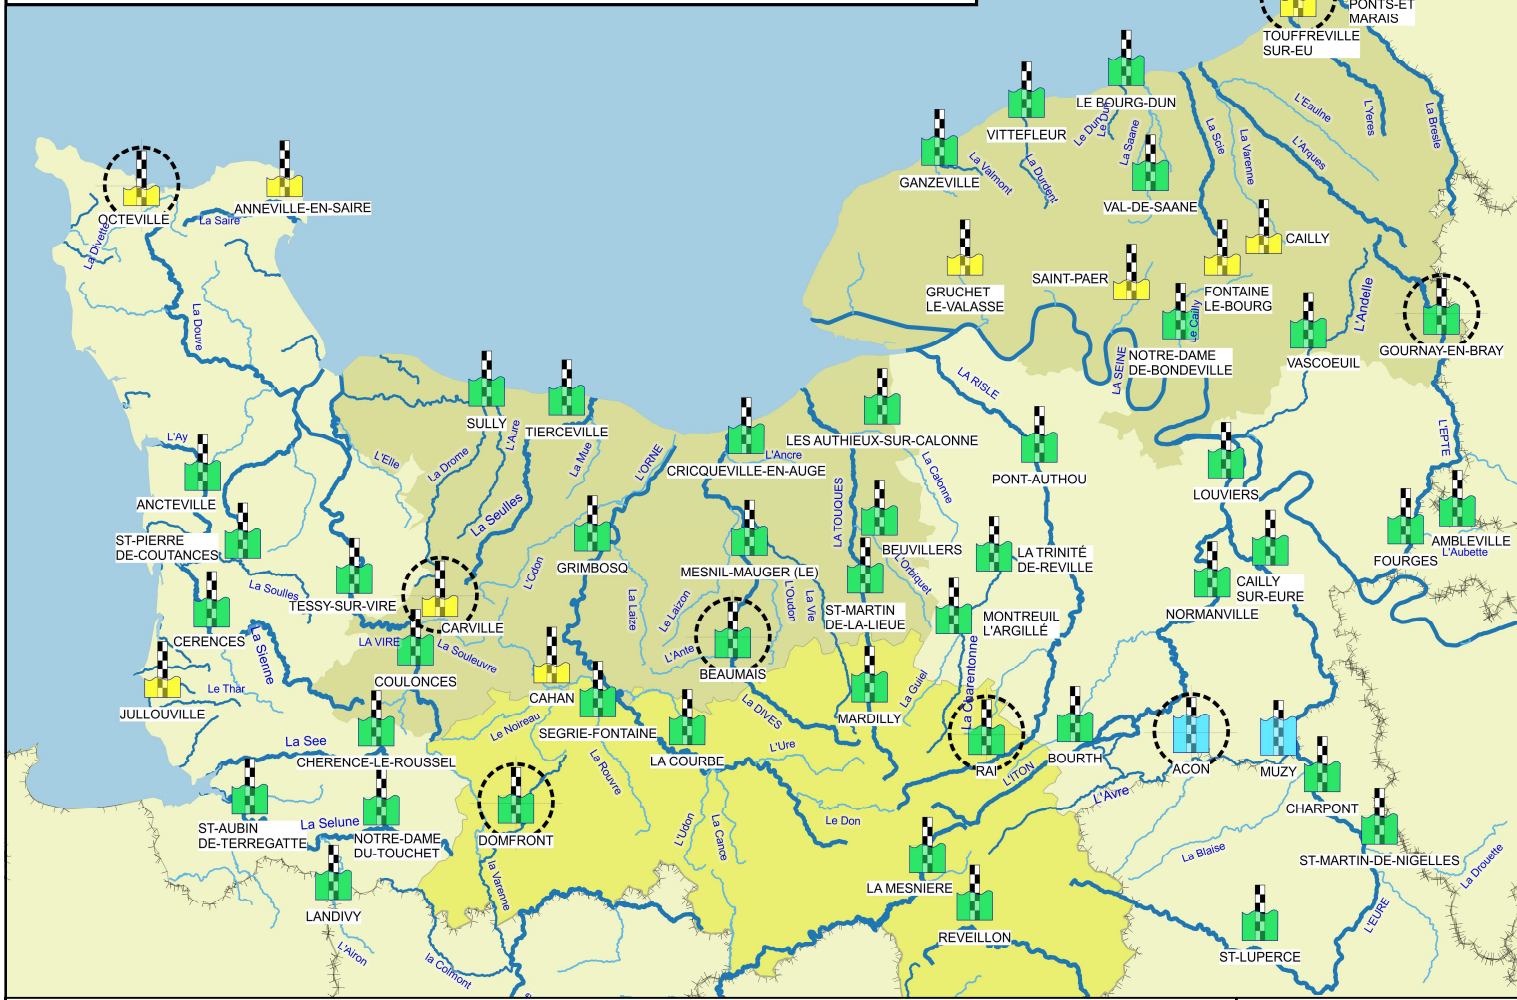 PONTS-ET
MARAIS
TOUFFREVILLE
SUR-EU
LE BOURG-DUN
VITTEFLEUR
Le Dun
Le Dun
La Saane
La Scie
La Varenne
L'Eaulne
L'Arques
L'Yeres
La Bresle
GANZEVILLE
La Valmont
La Durdent
VAL-DE-SAANE
OCTEVILLE
ANNEVILLE-EN-SAIRE
La Saire
La Divette
La Douve
CAILLY
SAINT-PAER
GRUCHET
LE-VALASSE
FONTAINE
LE-BOURG
Le Cailly
L'Andelle
NOTRE-DAME
DE-BONDEVILLE
VASCOEUIL
GOURNAY-EN-BRAY
LA SEINE
LA RISLE
SULLY
TIERCEVILLE
L'Aure
La Mue
L'ORNE
L'Ay
L'Elle
La Drome
La Seulles
LES AUTHIEUX-SUR-CALONNE
L'Ancre
CRICQUEVILLE-EN-AUGE
La Calonne
LA TOUQUES
PONT-AUTHOU
LOUVIERS
L'EPTE
ANCTEVILLE
ST-PIERRE
DE-COUTANCES
GRIMBOSQ
MESNIL-MAUGER (LE)
BEUVILLERS
L'Orbiquet
LA TRINITÉ
DE-REVILLE
AMBLEVILLE
L'Aubette
FOURGES
CAILLY
SUR-EURE
NORMANVILLE
La Soulles
TESSY-SUR-VIRE
L'Odon
La Laize
Le Laizon
L'Oudon
La Vie
ST-MARTIN
DE-LA-LIEUE
MONTREUIL
L'ARGILLÉ
CERENCES
La Sienne
CARVILLE
LA VIRE
La Souleuvre
L'Ante
BEAUMAIS
COULONCES
Le Thar
JULLOUVILLE
CAHAN
La Guiel
La Charentonne
MARDILLY
La DIVES
Le Noireau
SEGRIE-FONTAINE
La See
CHERENCE-LE-ROUSSEL
La Rouvre
LA COURBE
L'Ure
RAI
L'ITON
BOURTH
ACON
MUZY
L'Avre
CHARPONT
ST-AUBIN
DE-TERREGATTE
La Selune
NOTRE-DAME
DU-TOUCHET
DOMFRONT
L'Udon
La Cance
Le Don
La Blaise
ST-MARTIN-DE-NIGELLES
La Drouette
LA MESNIERE
la Varenne
LANDIVY
L'EURE
L'Airon
la Colmont
REVEILLON
ST-LUPERCE